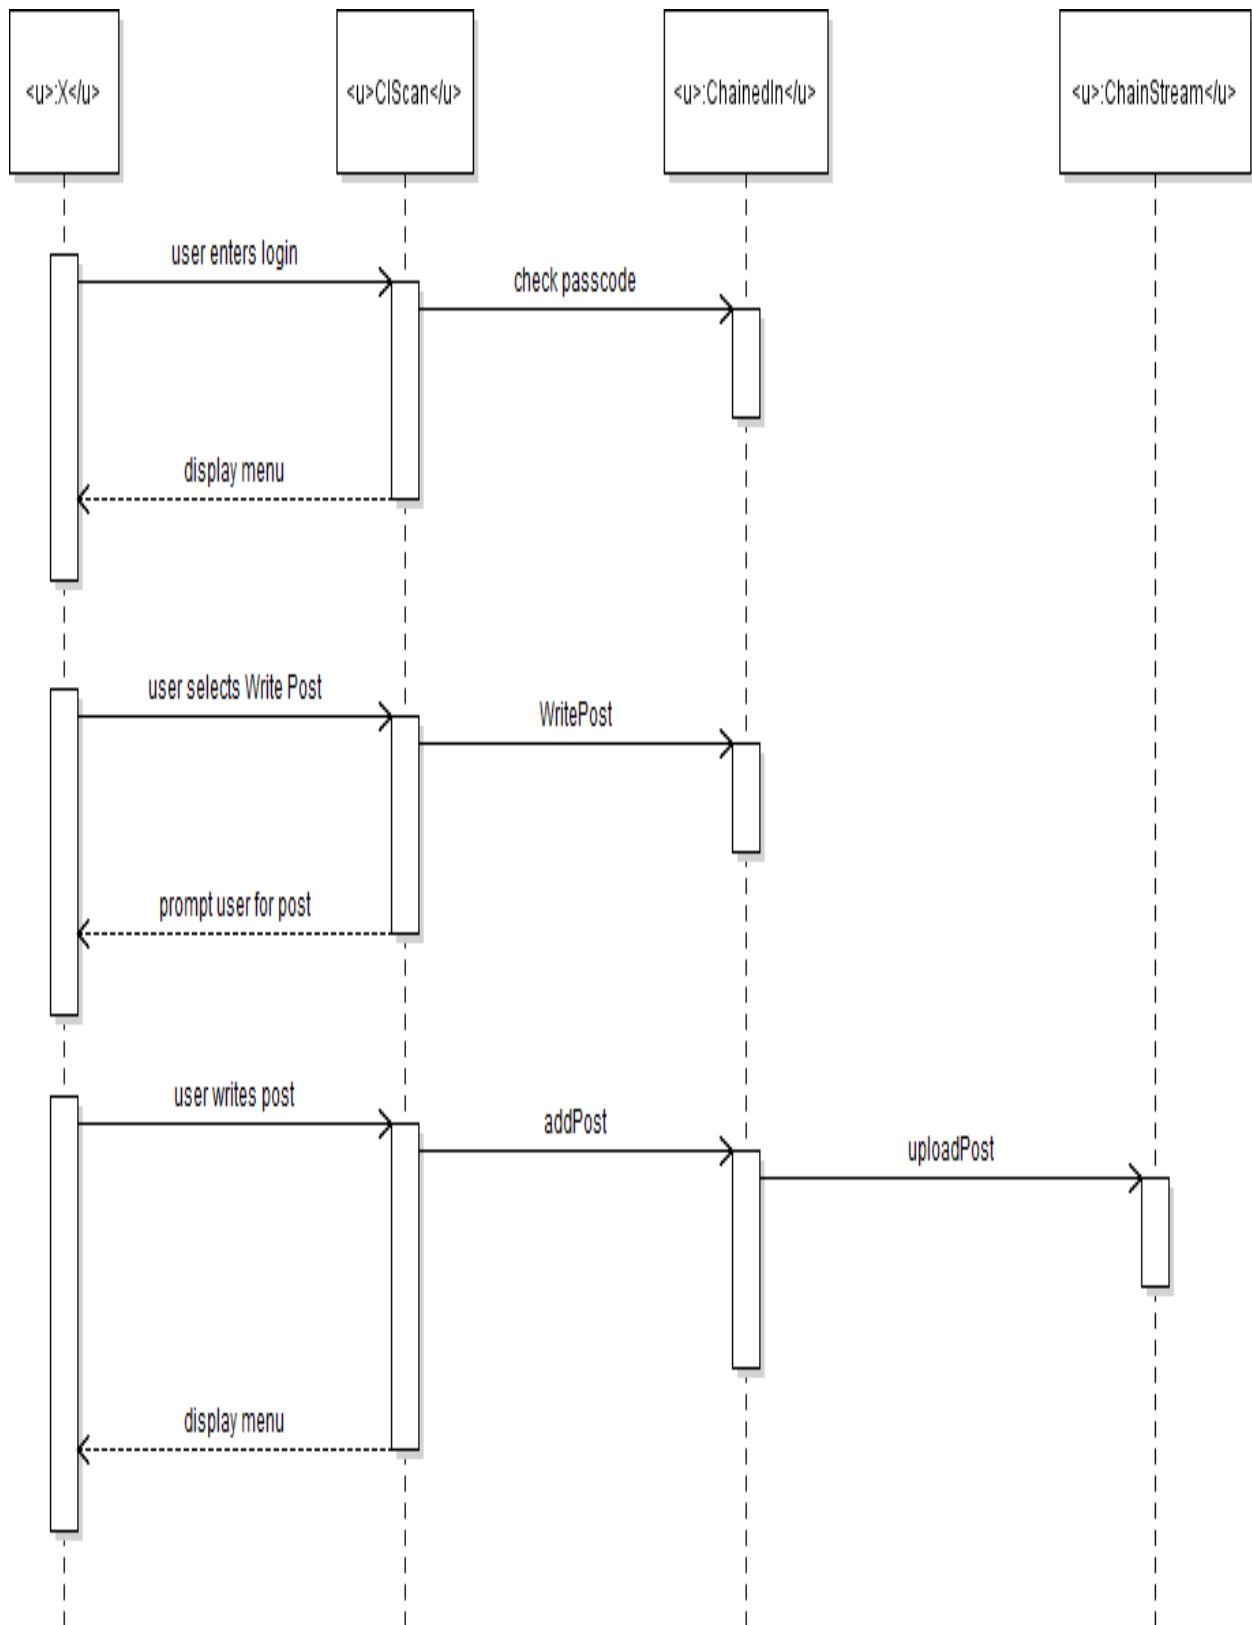 <u>:X</u>
<u>CIScan</u>
<u>:ChainedIn</u>
<u>:ChainStream</u>
user enters login
check passcode
display menu
user selects Write Post
WritePost
prompt user for post
user writes post
addPost
uploadPost
display menu